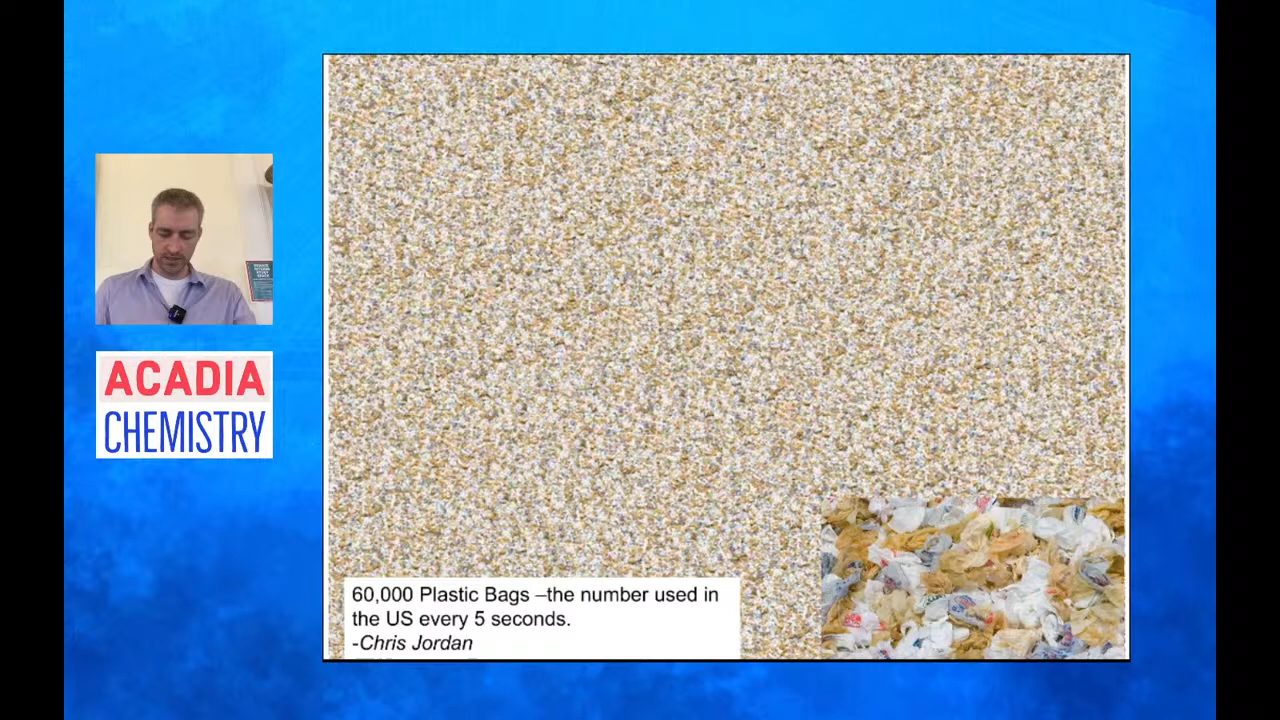 ACADIA
CHEMISTRY
60,000 Plastic Bags –the number used in
the US every 5 seconds.
-Chris Jordan